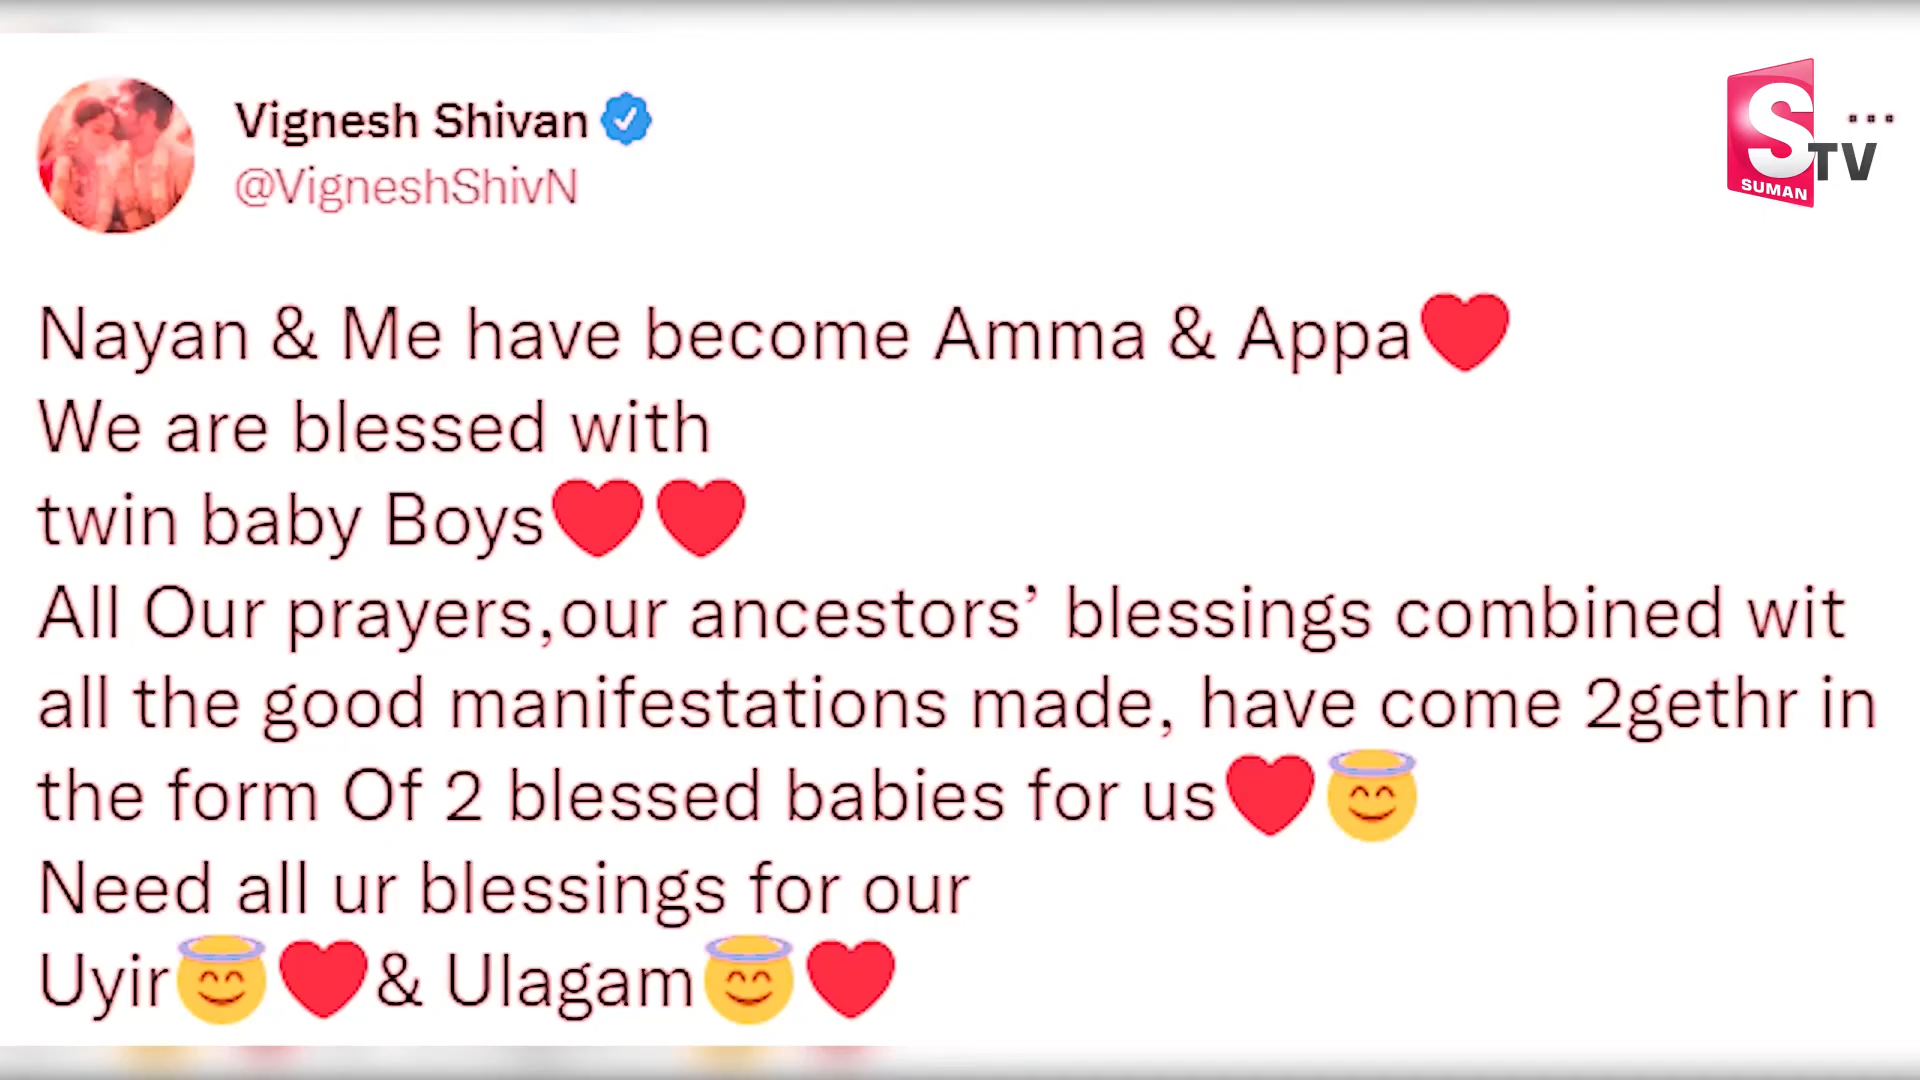 Vignesh Shivan
@VigneshShivN
S
TV
SUMAN
Nayan & Me have become Amma & Appa❤️
We are blessed with
twin baby Boys❤️❤️
All Our prayers,our ancestors’ blessings combined wit
all the good manifestations made, have come 2gethr in
the form Of 2 blessed babies for us❤️😇
Need all ur blessings for our
Uyir😇❤️& Ulagam😇❤️